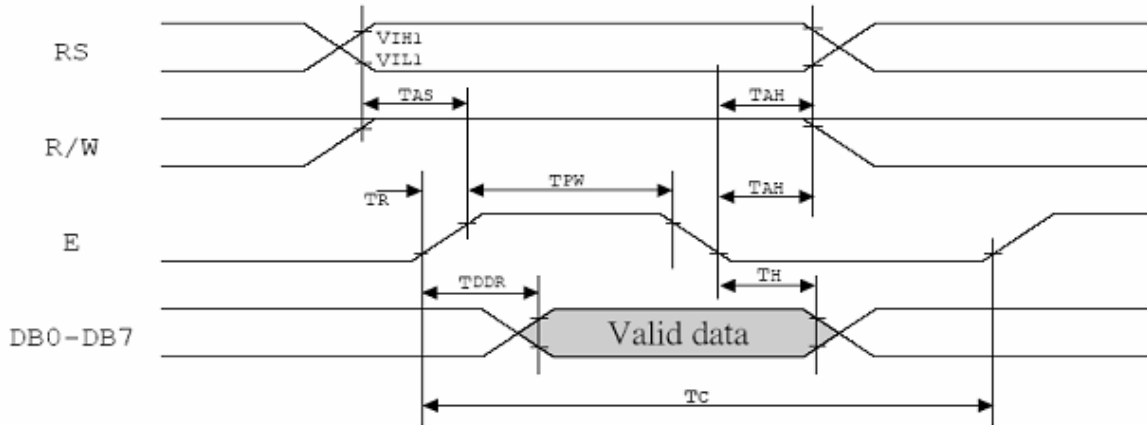 RS
VIH1
VIL1
TAS
TAH
R/W
TPW
TAH
TR
E
TDDR
TH
DB0-DB7
Valid data
TC